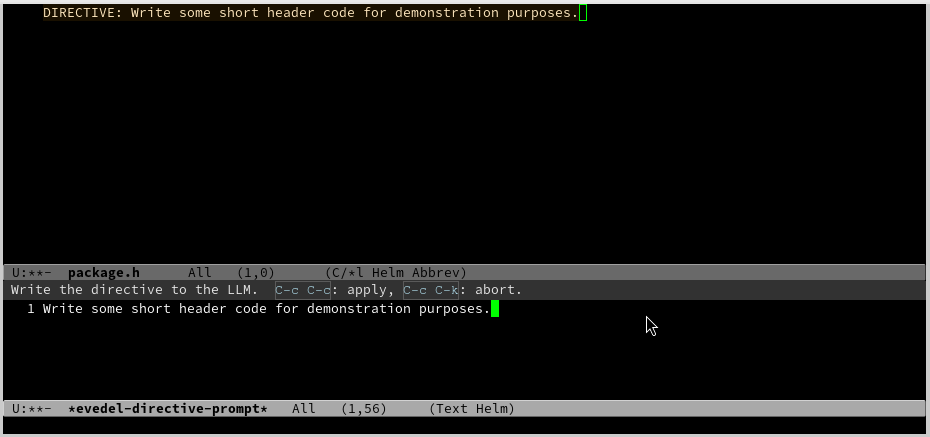 DIRECTIVE: Write some short header code for demonstration purposes.
U:**-  package.h      All   (1,0)      (C/*l Helm Abbrev)
Write the directive to the LLM.  C-c C-c: apply, C-c C-k: abort.
1 Write some short header code for demonstration purposes.
U:**-  *evedel-directive-prompt*   All   (1,56)     (Text Helm)